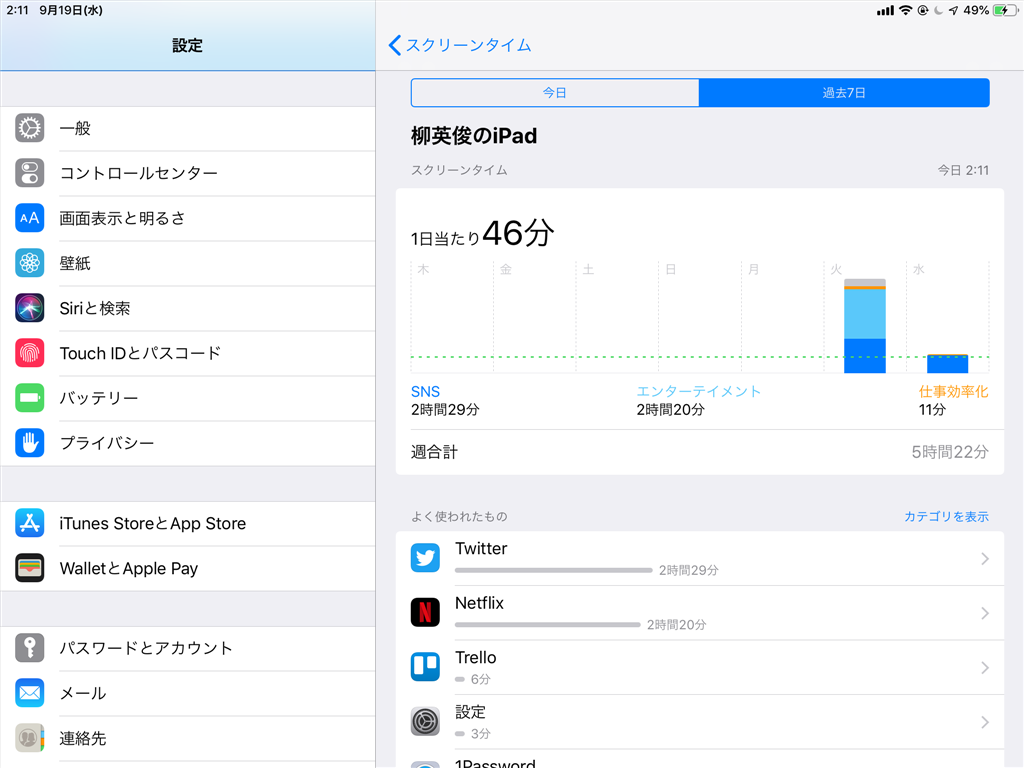 2:11 9月19日(水)
49%
設定
一般
コントロールセンター
AA
画面表示と明るさ
壁紙
Siriと検索
Touch IDとパスコード
バッテリー
プライバシー
iTunes StoreとApp Store
WalletとApple Pay
パスワードとアカウント
メール
連絡先
スクリーンタイム
今日
過去7日
柳英俊のiPad
スクリーンタイム
今日 2:11
1日当たり46分
木 金 土 日 月 火 水
SNS エンターテイメント 仕事効率化
2時間29分 2時間20分 11分
週合計 5時間22分
よく使われたもの カテゴリを表示
Twitter
2時間29分
N
Netflix
2時間20分
Trello
6分
設定
3分
1Password